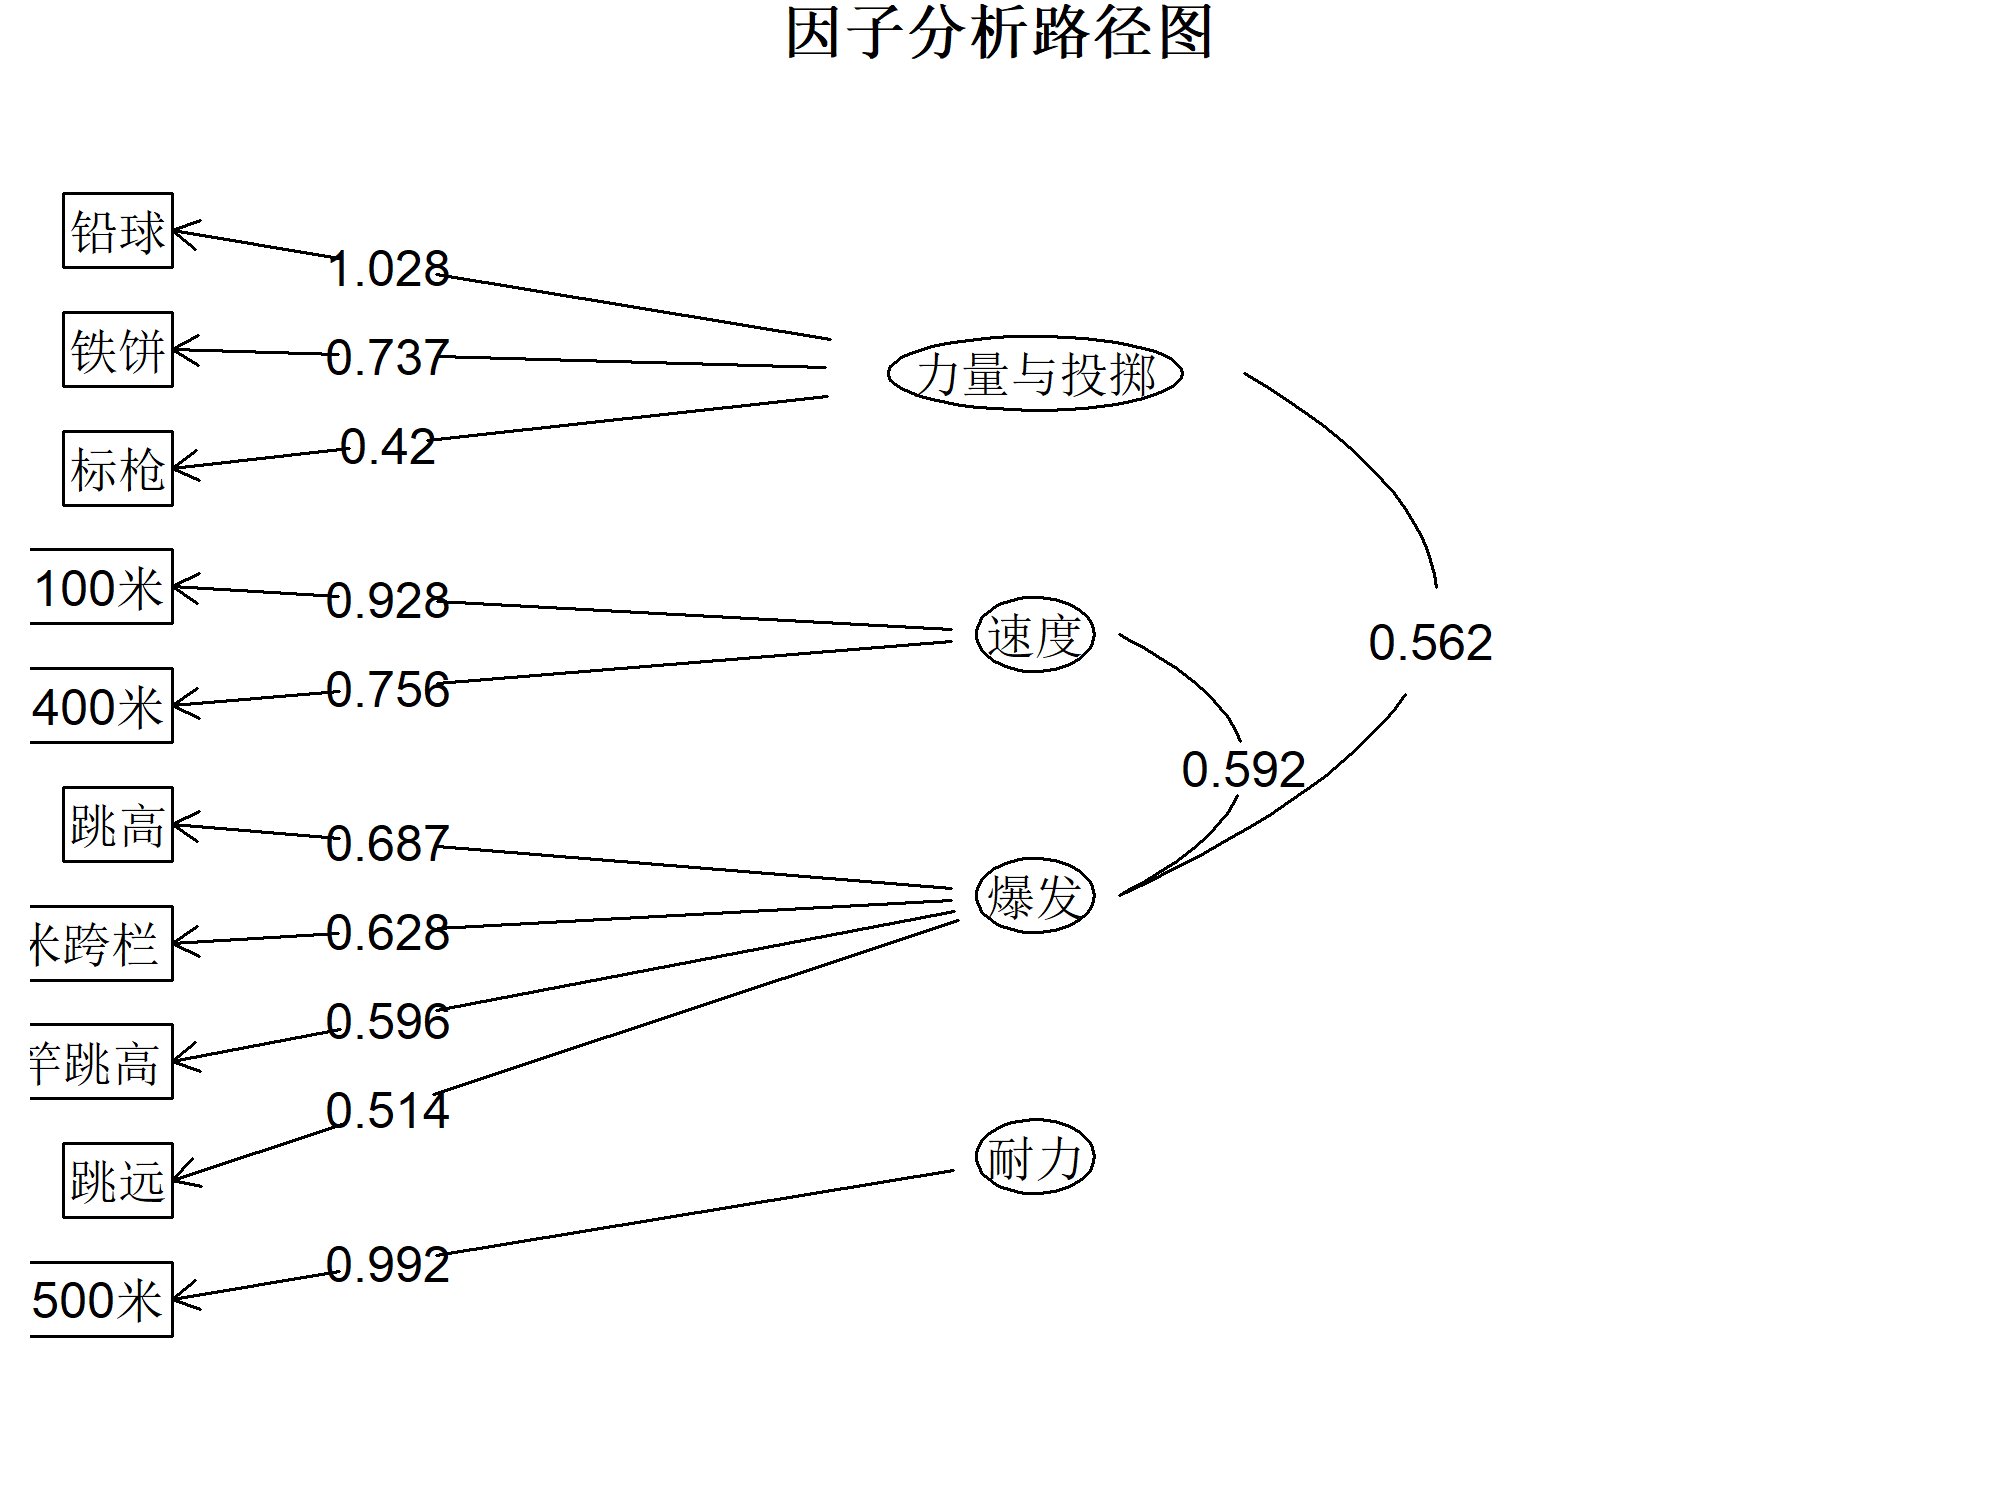 因子分析路径图
铅球
1.028
铁饼
0.737
力量与投掷
标枪
0.42
100米
0.928
速度
0.562
400米
0.756
0.592
跳高
0.687
爆发
米跨栏
0.628
竿跳高
0.596
跳远
0.514
耐力
500米
0.992